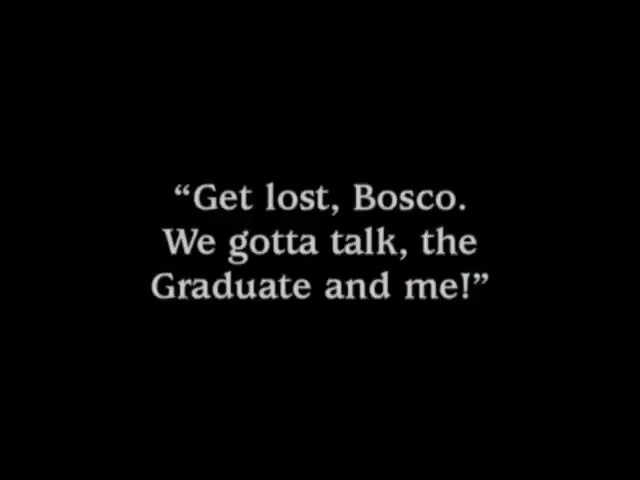 “Get lost, Bosco.
We gotta talk, the
Graduate and me!”